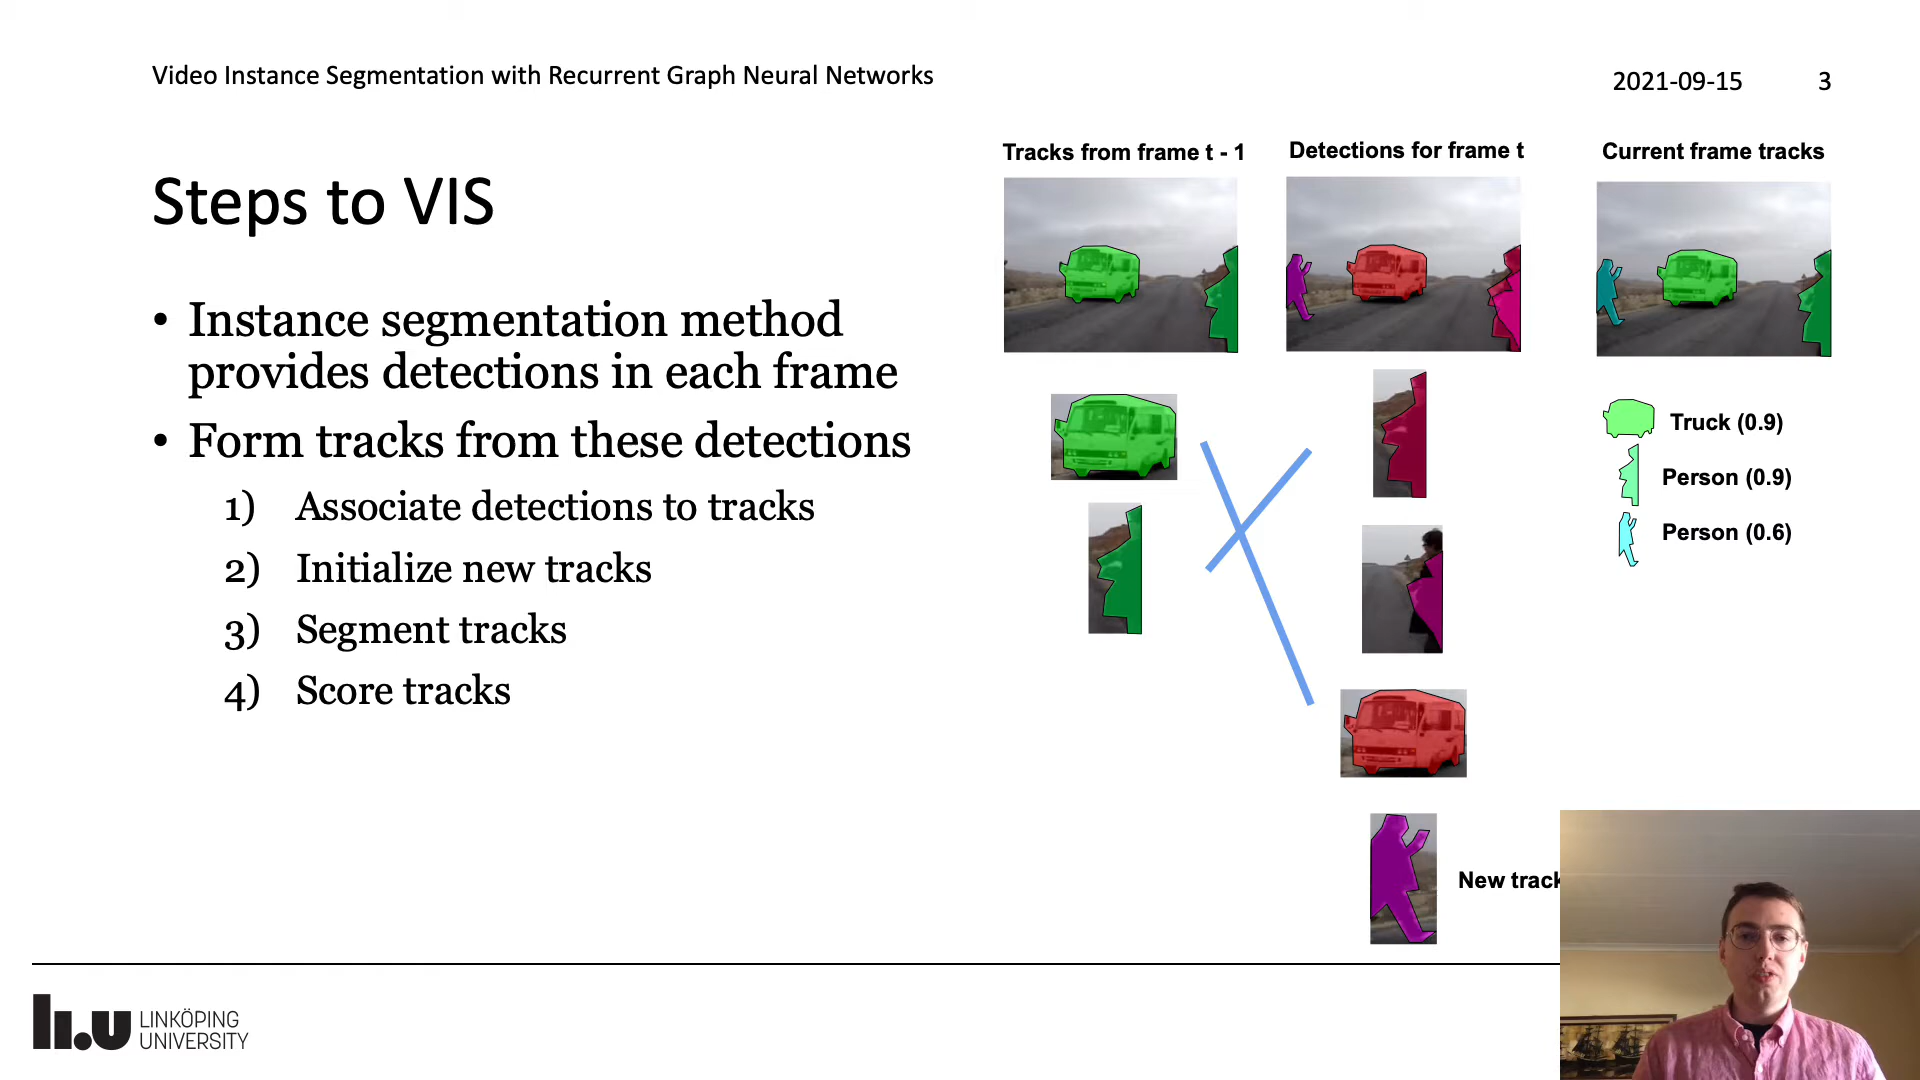 Video Instance Segmentation with Recurrent Graph Neural Networks
2021-09-15 3
Steps to VIS
• Instance segmentation method
provides detections in each frame
• Form tracks from these detections
1) Associate detections to tracks
2) Initialize new tracks
3) Segment tracks
4) Score tracks
Tracks from frame t - 1
Detections for frame t
Current frame tracks
Truck (0.9)
Person (0.9)
Person (0.6)
New track
li.u LINKÖPING
UNIVERSITY